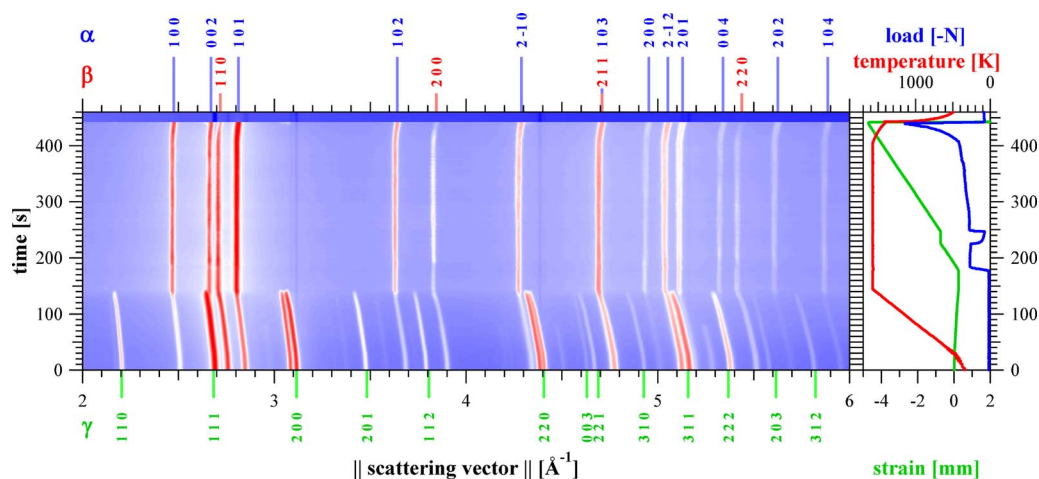 α
1 0 0
0 0 2
1 0 1
1 0 2
2 -1 0
1 0 3
2 0 0
2 -1 2
2 0 1
0 0 4
2 0 2
1 0 4
β
1 1 0
2 0 0
2 1 1
2 2 0
load [-N]
temperature [K]
1000 0
time [s]
400
300
200
100
0
400
300
200
100
0
2 3 4 5 6
-4 -2 0 2
γ
1 1 0
1 1 1
2 0 0
2 0 1
1 1 2
2 2 0
0 0 3
2 2 1
3 1 0
3 1 1
2 2 2
2 0 3
3 1 2
|| scattering vector || [Å⁻¹]
strain [mm]